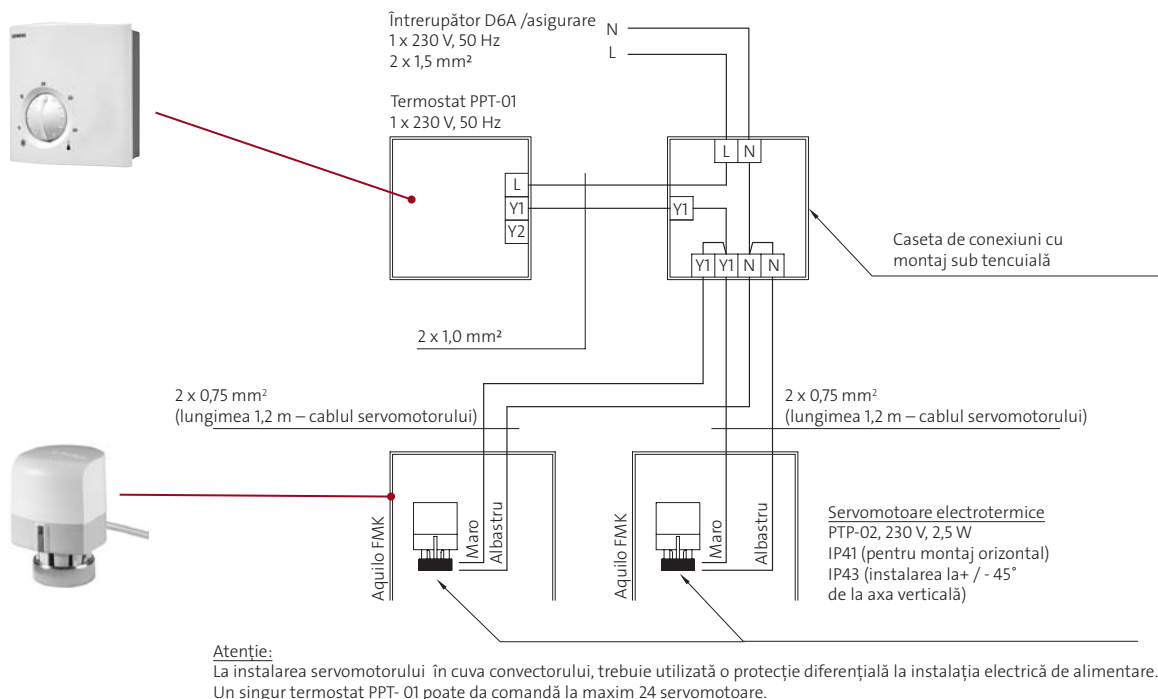 Întrerupător D6A /asigurare
1 x 230 V, 50 Hz
2 x 1,5 mm²
N
L
Termostat PPT-01
1 x 230 V, 50 Hz
L
Y1
Y2
L N
Y1
Y1 Y1 N N
Caseta de conexiuni cu
montaj sub tencuială
2 x 1,0 mm²
2 x 0,75 mm²
(lungimea 1,2 m – cablul servomotorului)
2 x 0,75 mm²
(lungimea 1,2 m – cablul servomotorului)
Aquilo FMK
Maro
Albastru
Aquilo FMK
Maro
Albastru
Servomotoare electrotermice
PTP-02, 230 V, 2,5 W
IP41 (pentru montaj orizontal)
IP43 (instalarea la+ / - 45°
de la axa verticală)
Atenție:
La instalarea servomotorului în cuva convectorului, trebuie utilizată o protecție diferențială la instalația electrică de alimentare.
Un singur termostat PPT- 01 poate da comandă la maxim 24 servomotoare.